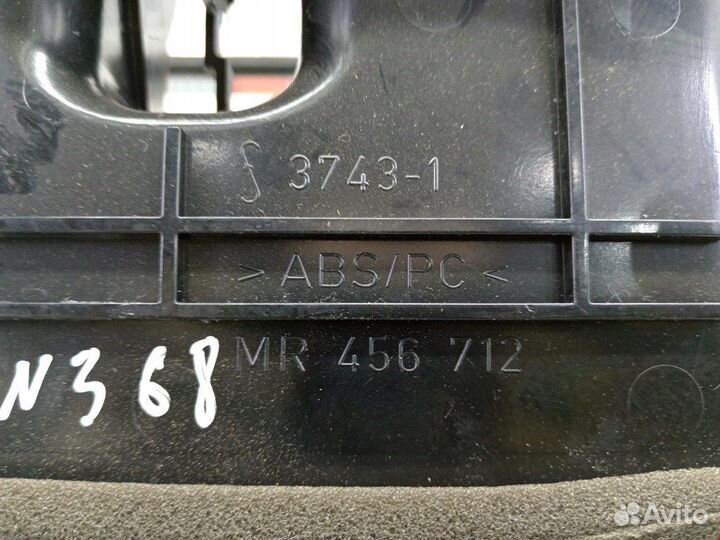 3743-1
> ABS/PC <
MR 456 712
N368
Avito